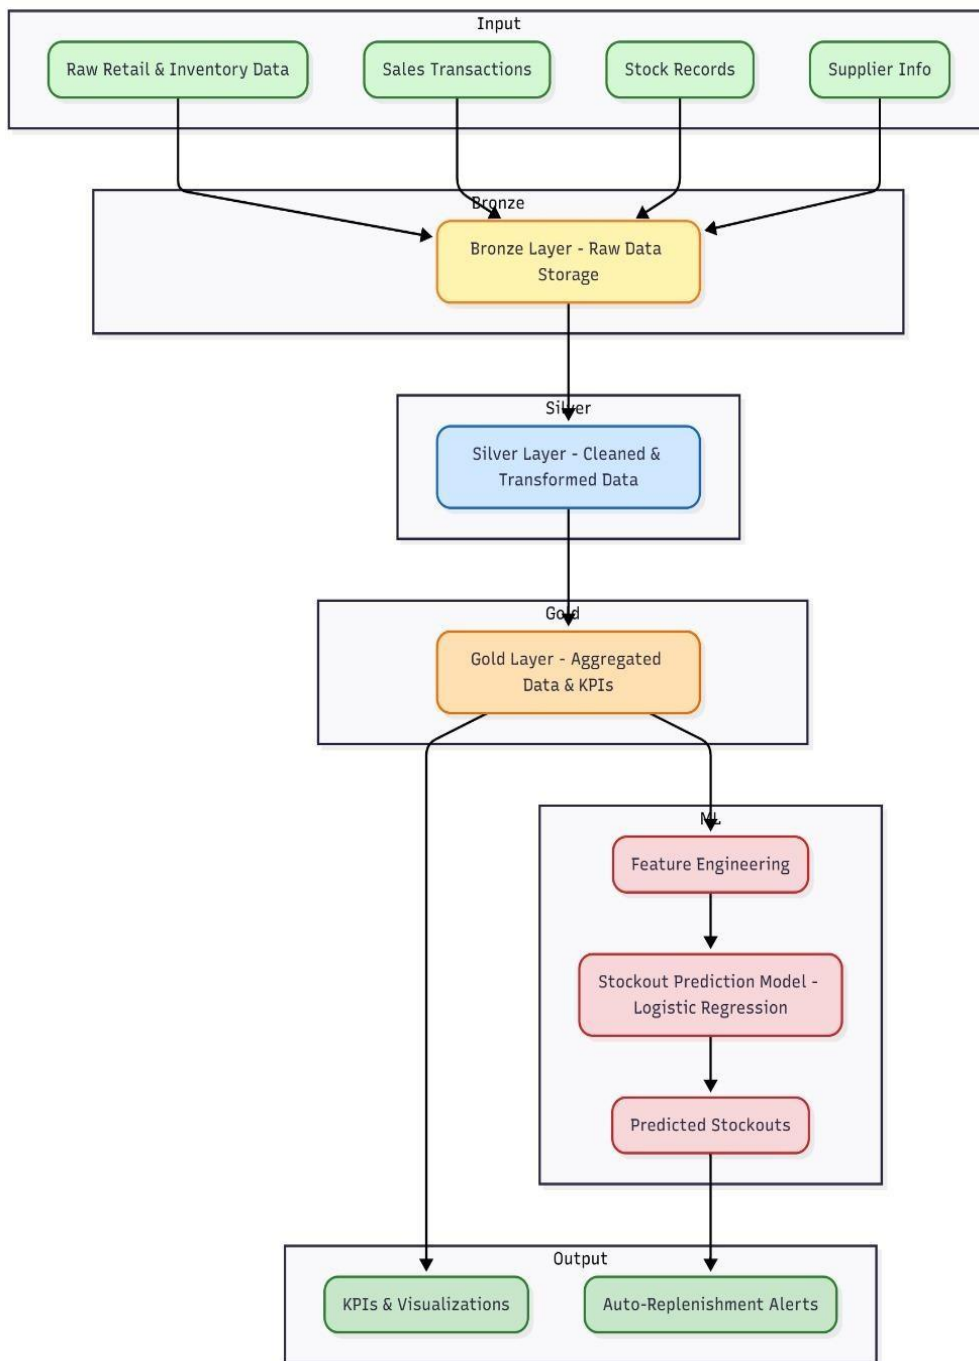 Input
Raw Retail & Inventory Data
Sales Transactions
Stock Records
Supplier Info
Bronze
Bronze Layer - Raw Data
Storage
Silver
Silver Layer - Cleaned &
Transformed Data
Gold
Gold Layer - Aggregated
Data & KPIs
ML
Feature Engineering
Stockout Prediction Model -
Logistic Regression
Predicted Stockouts
Output
KPIs & Visualizations
Auto-Replenishment Alerts